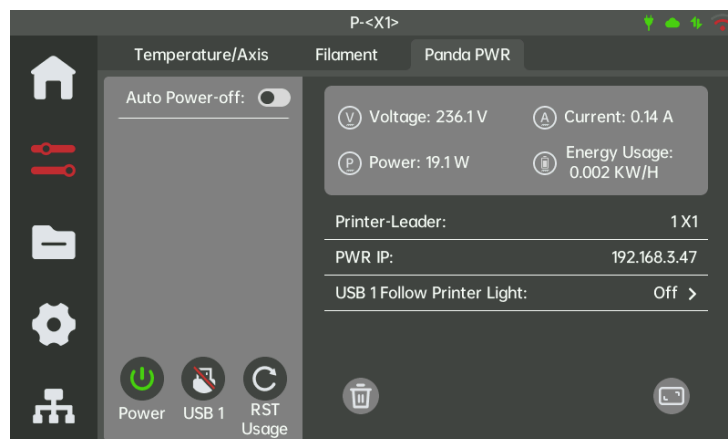 P-<X1>
Temperature/Axis
Filament
Panda PWR
Auto Power-off:
V Voltage: 236.1 V
A Current: 0.14 A
P Power: 19.1 W
Energy Usage:
0.002 KW/H
Printer-Leader: 1 X1
PWR IP: 192.168.3.47
USB 1 Follow Printer Light: Off >
Power
USB 1
RST
Usage